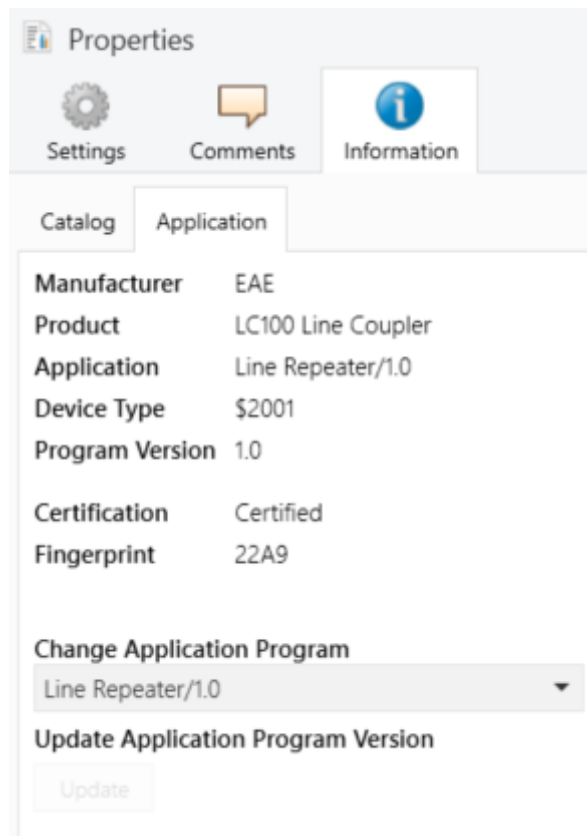 Properties
Settings Comments Information
Catalog Application
Manufacturer EAE
Product LC100 Line Coupler
Application Line Repeater/1.0
Device Type $2001
Program Version 1.0
Certification Certified
Fingerprint 22A9
Change Application Program
Line Repeater/1.0
Update Application Program Version
Update